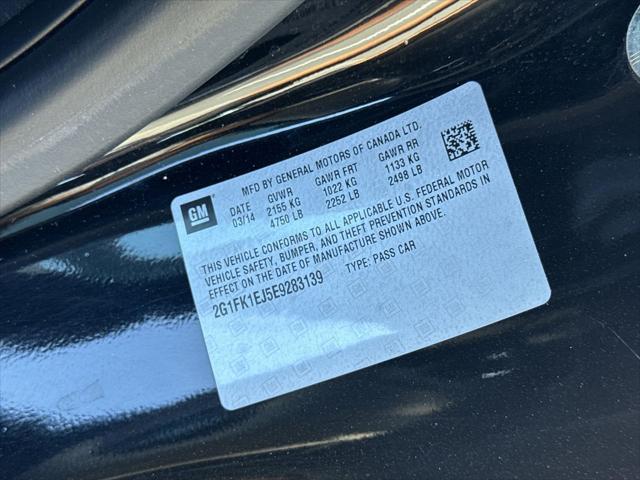 MFD BY GENERAL MOTORS OF CANADA LTD.
DATE GVWR GAWR FRT GAWR RR
03/14 2155 KG 1022 KG 1133 KG
4750 LB 2252 LB 2498 LB
GM
THIS VEHICLE CONFORMS TO ALL APPLICABLE U.S. FEDERAL MOTOR
VEHICLE SAFETY, BUMPER, AND THEFT PREVENTION STANDARDS IN
EFFECT ON THE DATE OF MANUFACTURE SHOWN ABOVE.
2G1FK1EJ5E9283139 TYPE: PASS CAR